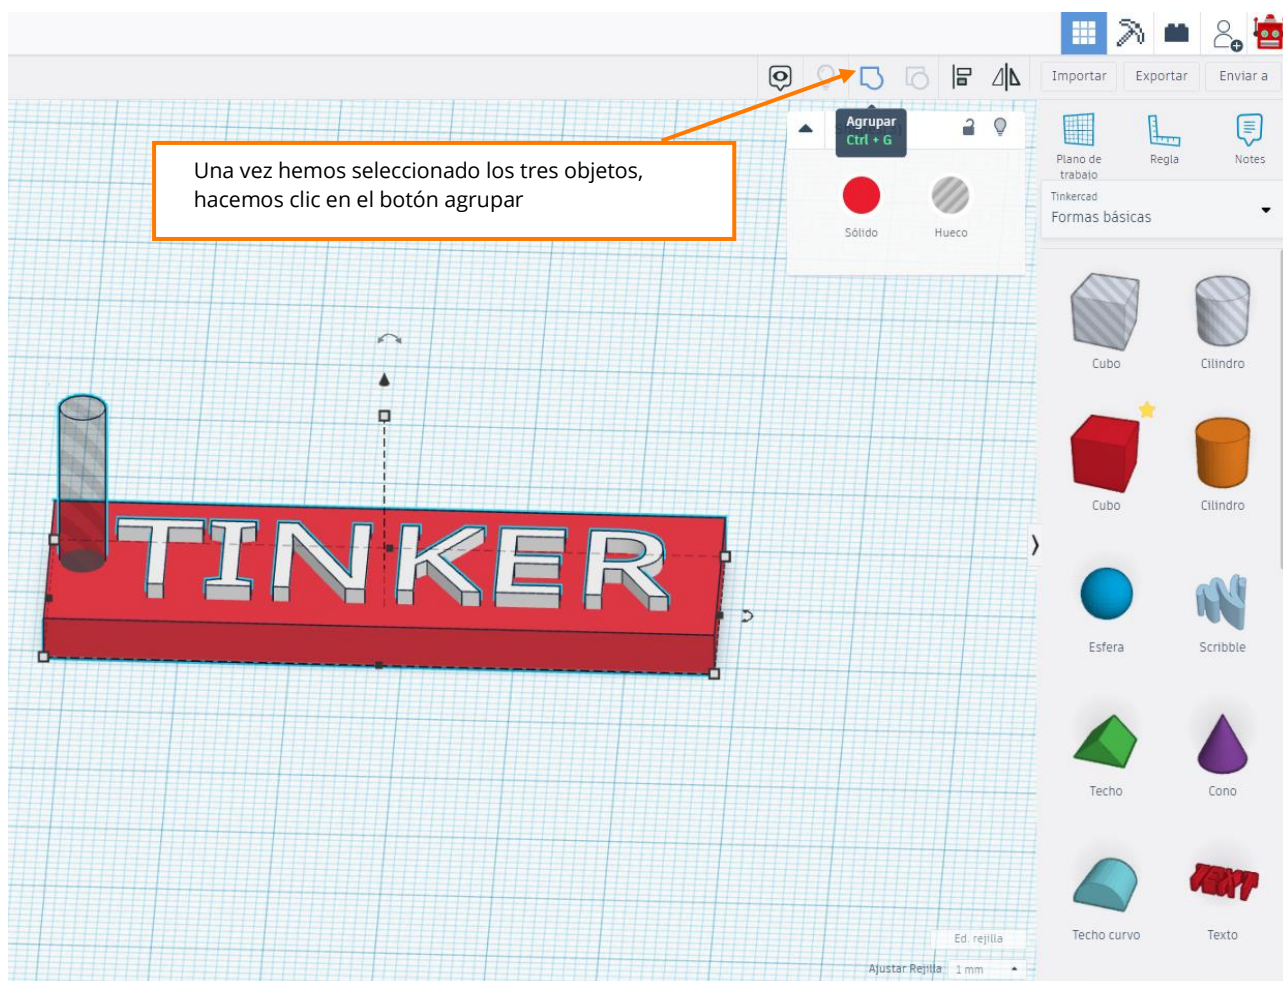 Importar
Exportar
Enviar a
Agrupar
Ctrl + G
Una vez hemos seleccionado los tres objetos,
hacemos clic en el botón agrupar
Sólido
Hueco
Plano de
trabajo
Regla
Notes
Tinkercad
Formas básicas
Cubo
Cilindro
Cubo
Cilindro
TINKER
Esfera
Scribble
Techo
Cono
TEXT
Techo curvo
Texto
Ed. rejilla
Ajustar Rejilla
1 mm